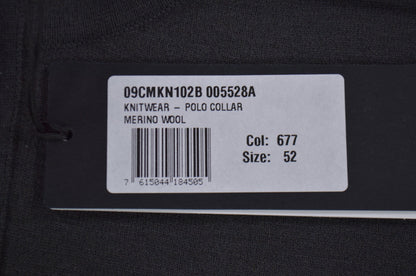 09CMKN102B 005528A
KNITWEAR – POLO COLLAR
MERINO WOOL
Col: 677
Size: 52
7 615044 184505